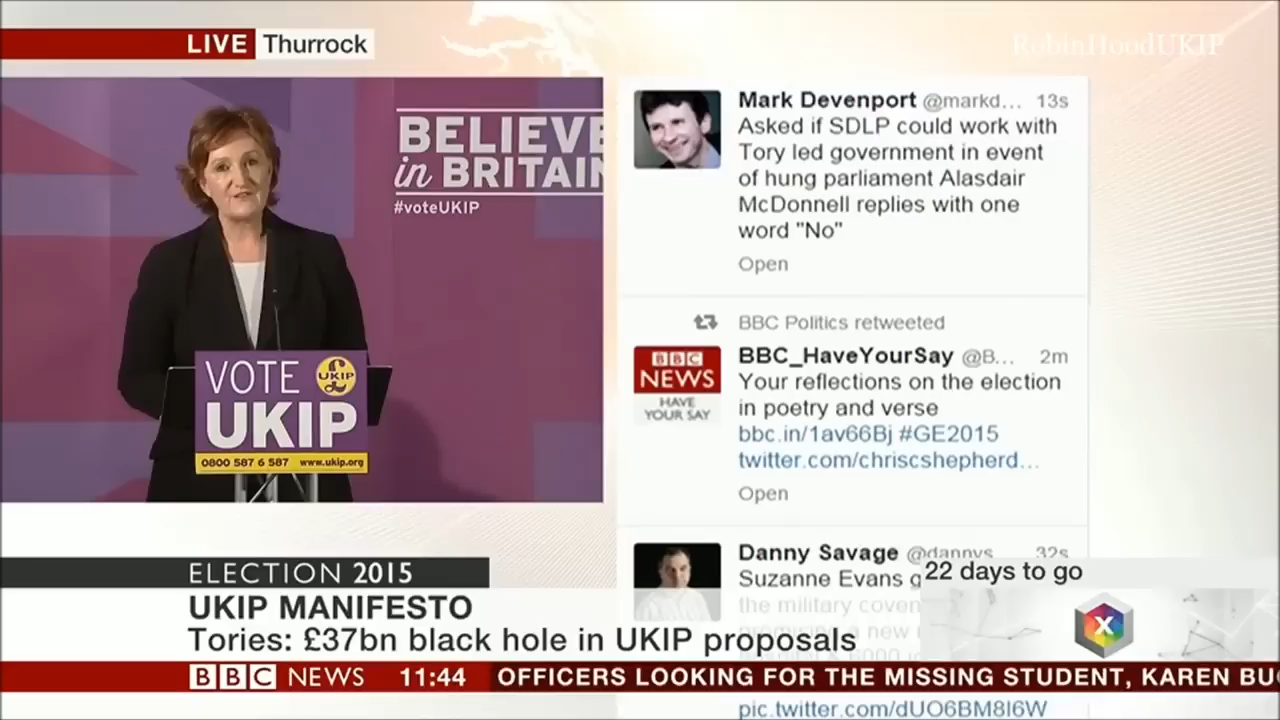 LIVE Thurrock
RobinHoodUKIP
BELIEVE
in BRITAIN
#voteUKIP
VOTE UKIP
UKIP
0800 587 6 587 www.ukip.org
Mark Devenport @markd... 13s
Asked if SDLP could work with
Tory led government in event
of hung parliament Alasdair
McDonnell replies with one
word "No"
Open
BBC Politics retweeted
BBC NEWS
HAVE YOUR SAY
BBC_HaveYourSay @B... 2m
Your reflections on the election
in poetry and verse
bbc.in/1av66Bj #GE2015
twitter.com/chriscshepherd...
Open
Danny Savage @dannys 32s
Suzanne Evans g
the military coven
a new
pic.twitter.com/dUO6BM8I6W
22 days to go
X
ELECTION 2015
UKIP MANIFESTO
Tories: £37bn black hole in UKIP proposals
BBC NEWS 11:44 OFFICERS LOOKING FOR THE MISSING STUDENT, KAREN BU